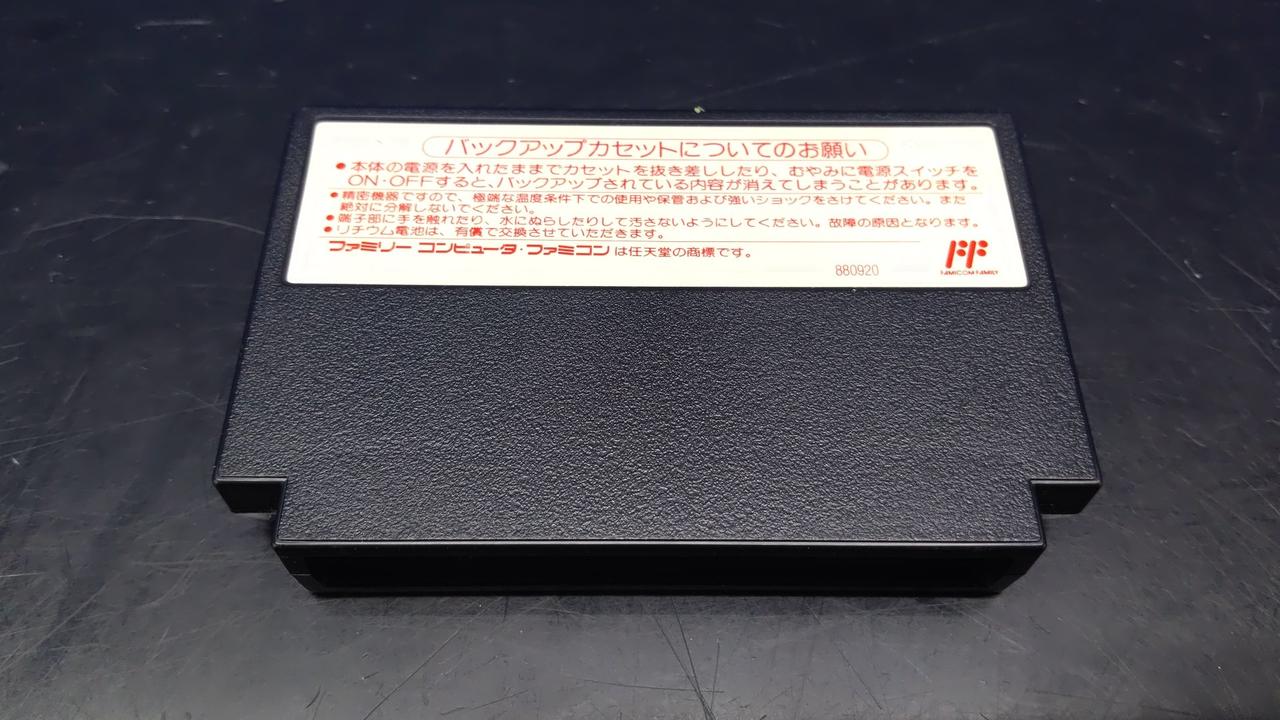 バックアップカセットについてのお願い
●本体の電源を入れたままでカセットを抜き差ししたり、むやみに電源スイッチを
ON・OFFすると、バックアップされている内容が消えてしまうことがあります。
●精密機器ですので、極端な温度条件下での使用や保管および強いショックをさけてください。また
絶対に分解しないでください。
●端子部に手を触れたり、水にぬらしたりして汚さないようにしてください。故障の原因となります。
●リチウム電池は、有償で交換させていただきます。
ファミリー コンピュータ・ファミコンは任天堂の商標です。
880920
FF
FAMICOM FAMILY